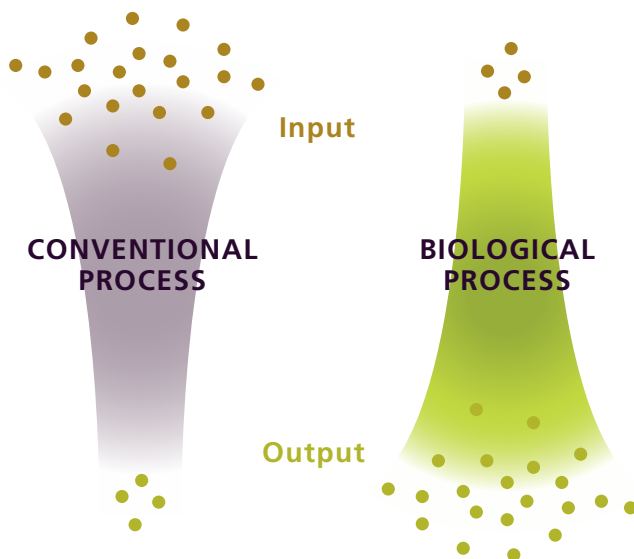 Input
CONVENTIONAL
PROCESS
BIOLOGICAL
PROCESS
Output